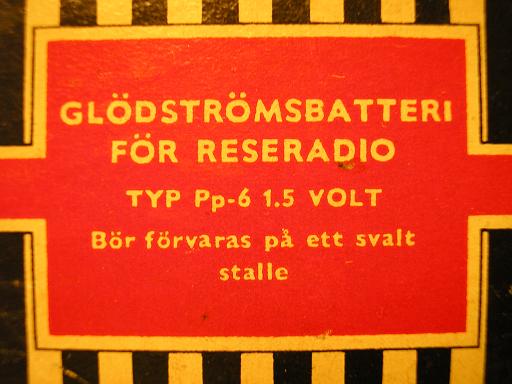 GLÖDSTRÖMSBATTERI
FÖR RESERADIO
TYP Pp-6 1.5 VOLT
Bör förvaras på ett svalt
stalle